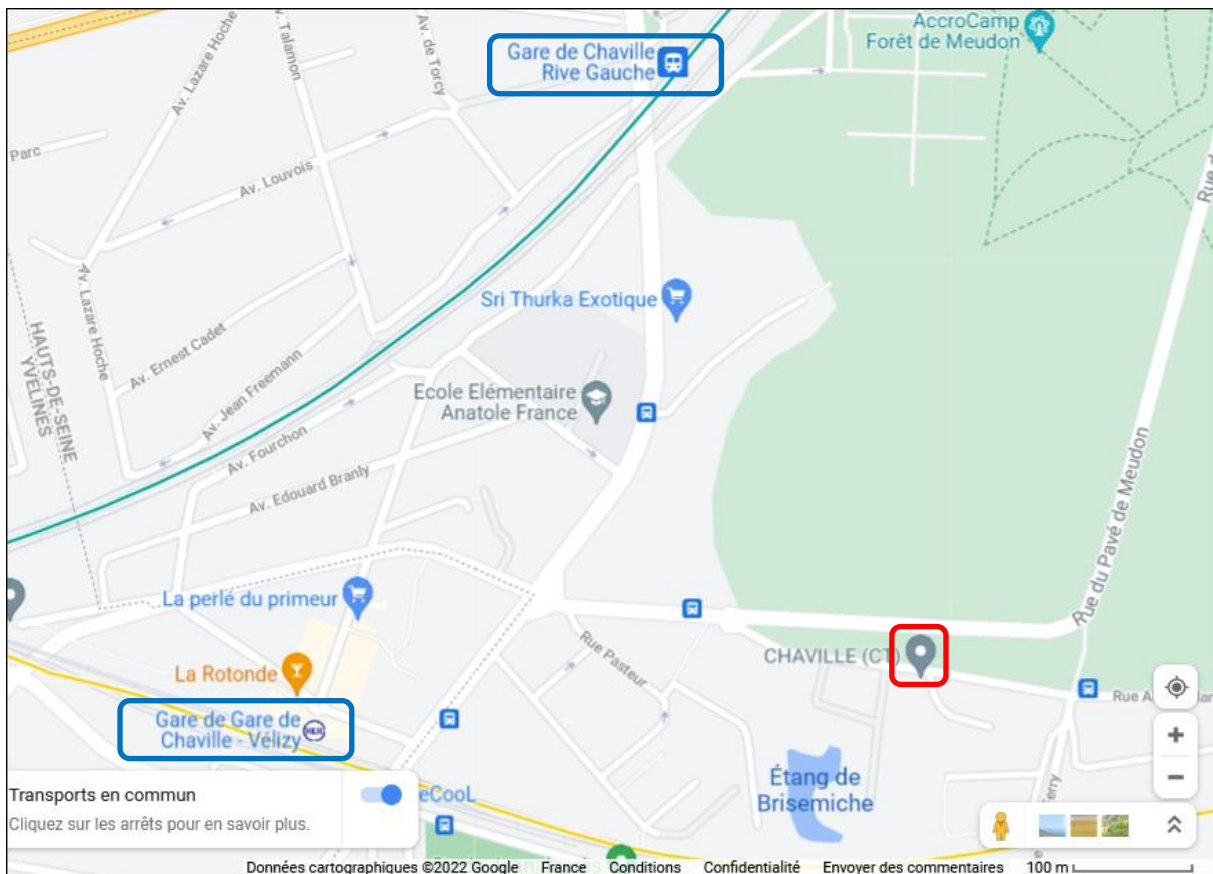 AccroCamp
Forêt de Meudon
Gare de Chaville
Rive Gauche
Av. Lazare Hoche
Av. Talamon
Av. de Torcy
Parc
Av. Louvois
Av. Lazare Hoche
HAUTS-DE-SEINE
YVELINES
Av. Ernest Cadet
Sri Thurka Exotique
Av. Jean Freemann
Ecole Elémentaire
Anatole France
Av. Fourchon
Av. Edouard Branly
Rue du Pavé de Meudon
La perle du primeur
Rue Pasteur
CHAVILLE (CT)
La Rotonde
Rue A
Gare de Gare de
Chaville - Vélizy
Étang de
Brisemiche
Transports en commun
eCooL
Cliquez sur les arrêts pour en savoir plus.
Données cartographiques ©2022 Google France Conditions Confidentialité Envoyer des commentaires 100 m